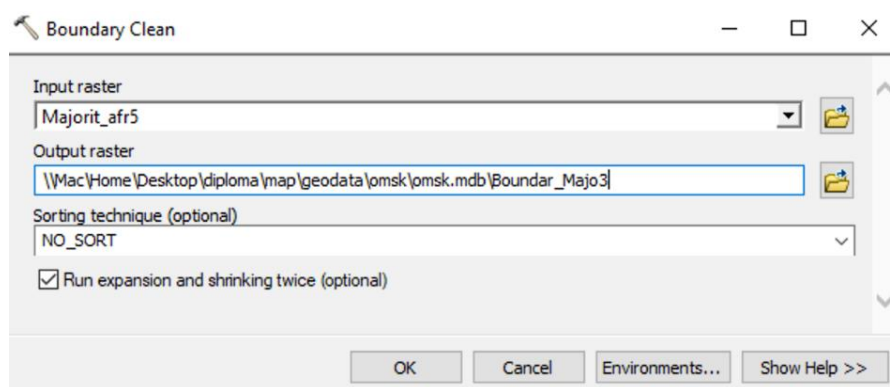 Boundary Clean
Input raster
Majorit_afr5
Output raster
\\Mac\Home\Desktop\diploma\map\geodata\omsk\omsk.mdb\Boundar_Majo3
Sorting technique (optional)
NO_SORT
Run expansion and shrinking twice (optional)
OK Cancel Environments... Show Help >>